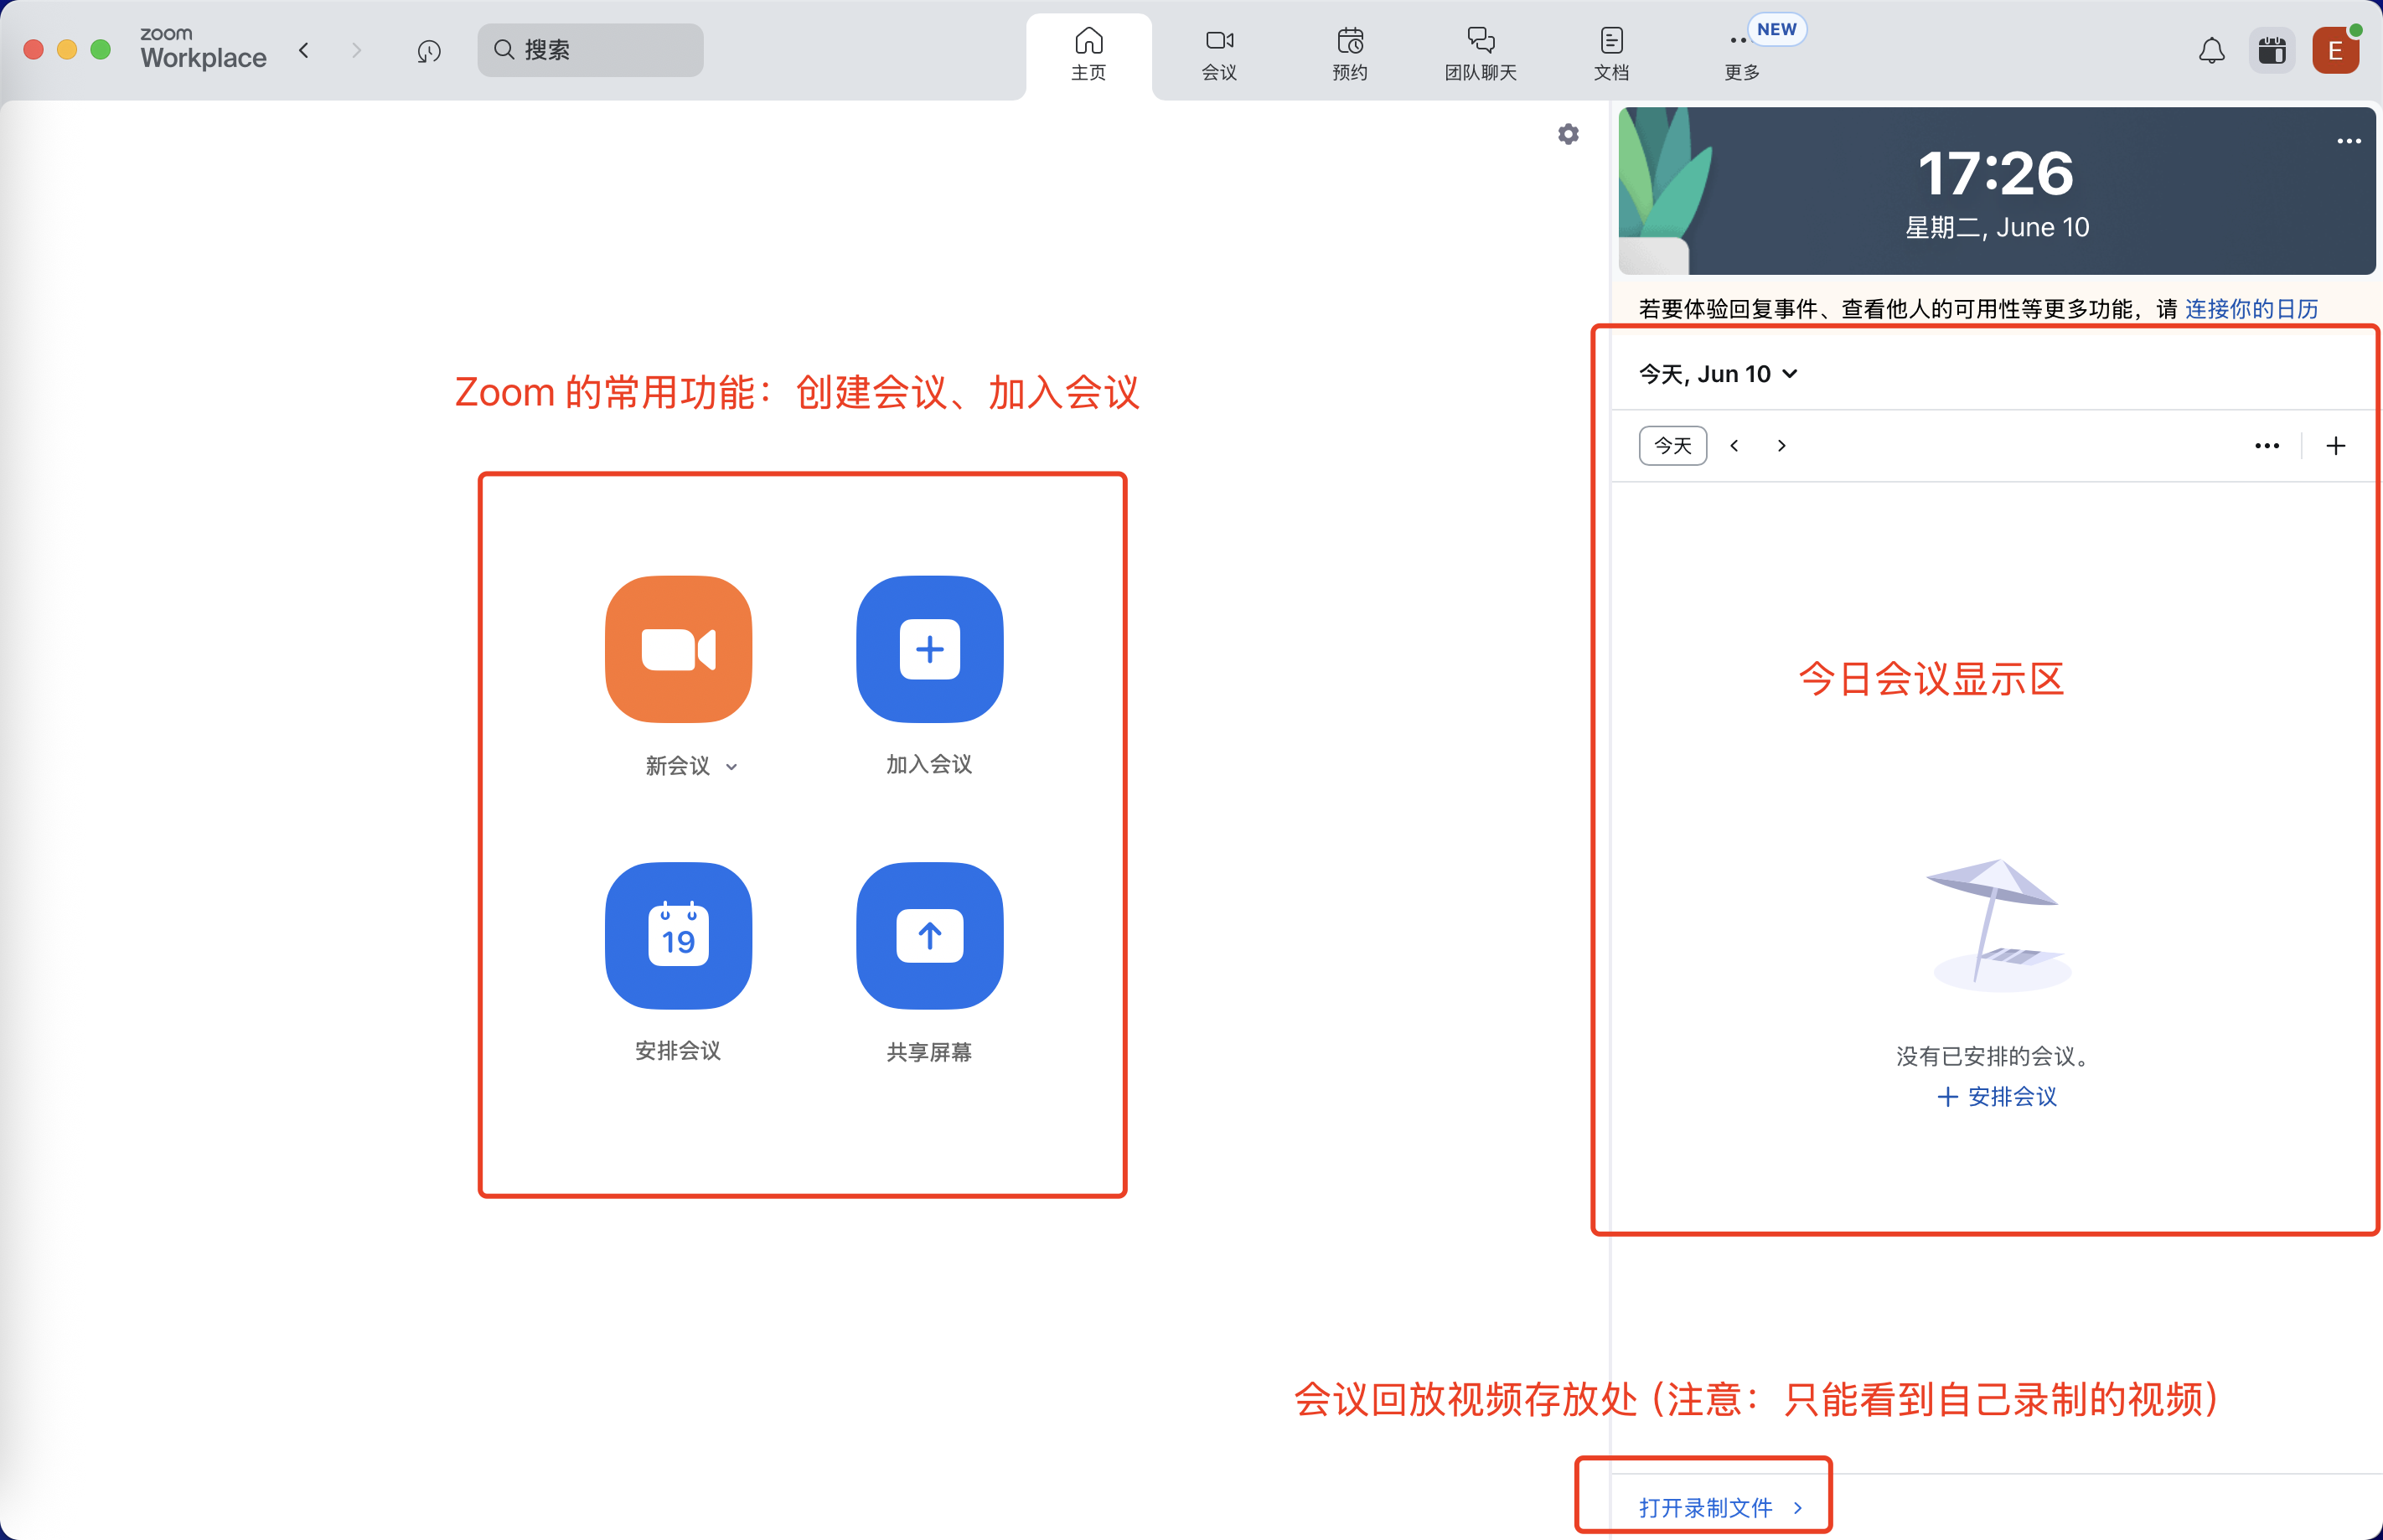 zoom
Workplace
搜索
主页
会议
预约
团队聊天
文档
更多
NEW
E
17:26
星期二, June 10
若要体验回复事件、查看他人的可用性等更多功能，请 连接你的日历
今天, Jun 10
今天
Zoom 的常用功能：创建会议、加入会议
新会议
加入会议
19
安排会议
共享屏幕
今日会议显示区
没有已安排的会议。
安排会议
会议回放视频存放处 (注意：只能看到自己录制的视频)
打开录制文件